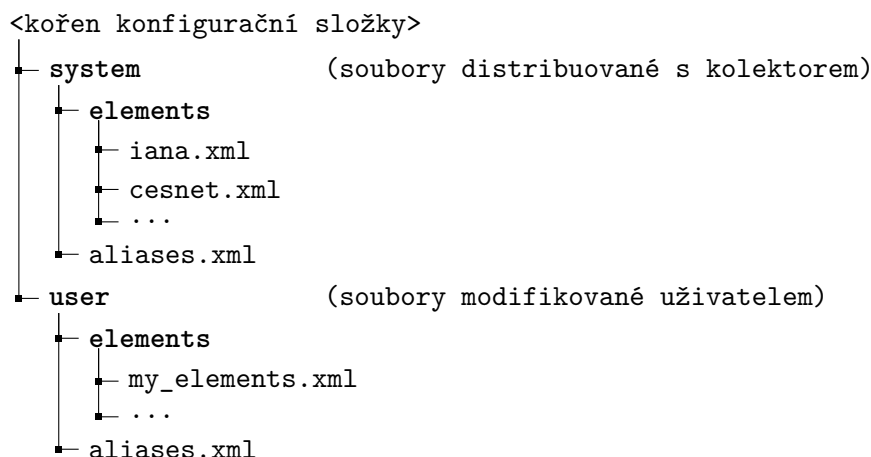 <kořen konfigurační složky>
system (soubory distribuované s kolektorem)
elements
iana.xml
cesnet.xml
...
aliases.xml
user (soubory modifikované uživatelem)
elements
my_elements.xml
...
aliases.xml